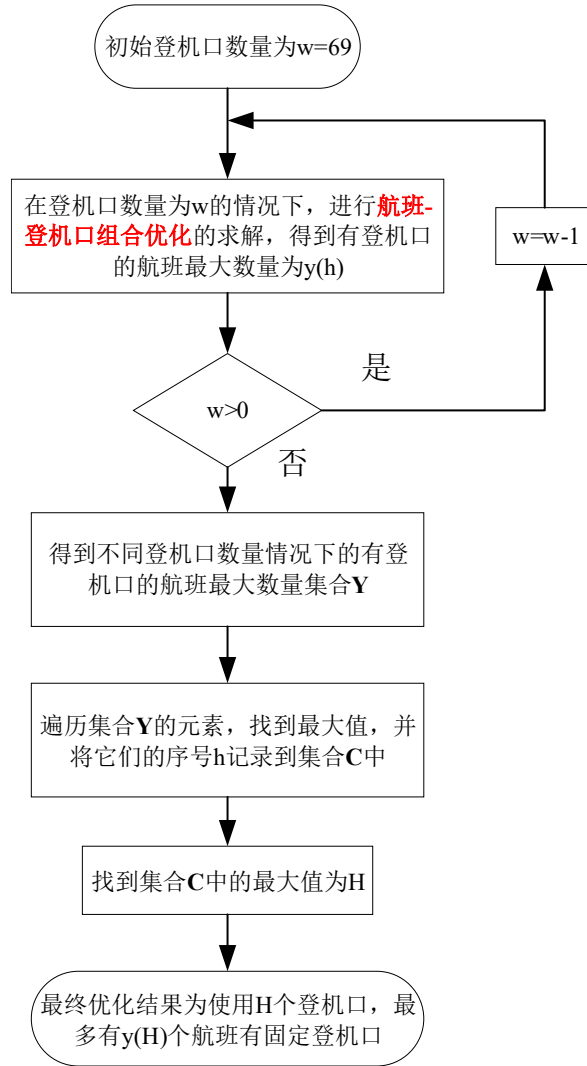 初始登机口数量为w=69
在登机口数量为w的情况下，进行航班-
登机口组合优化的求解，得到有登机口
的航班最大数量为y(h)
w=w-1
是
w>0
否
得到不同登机口数量情况下的有登
机口的航班最大数量集合Y
遍历集合Y的元素，找到最大值，并
将它们的序号h记录到集合C中
找到集合C中的最大值为H
最终优化结果为使用H个登机口，最
多有y(H)个航班有固定登机口